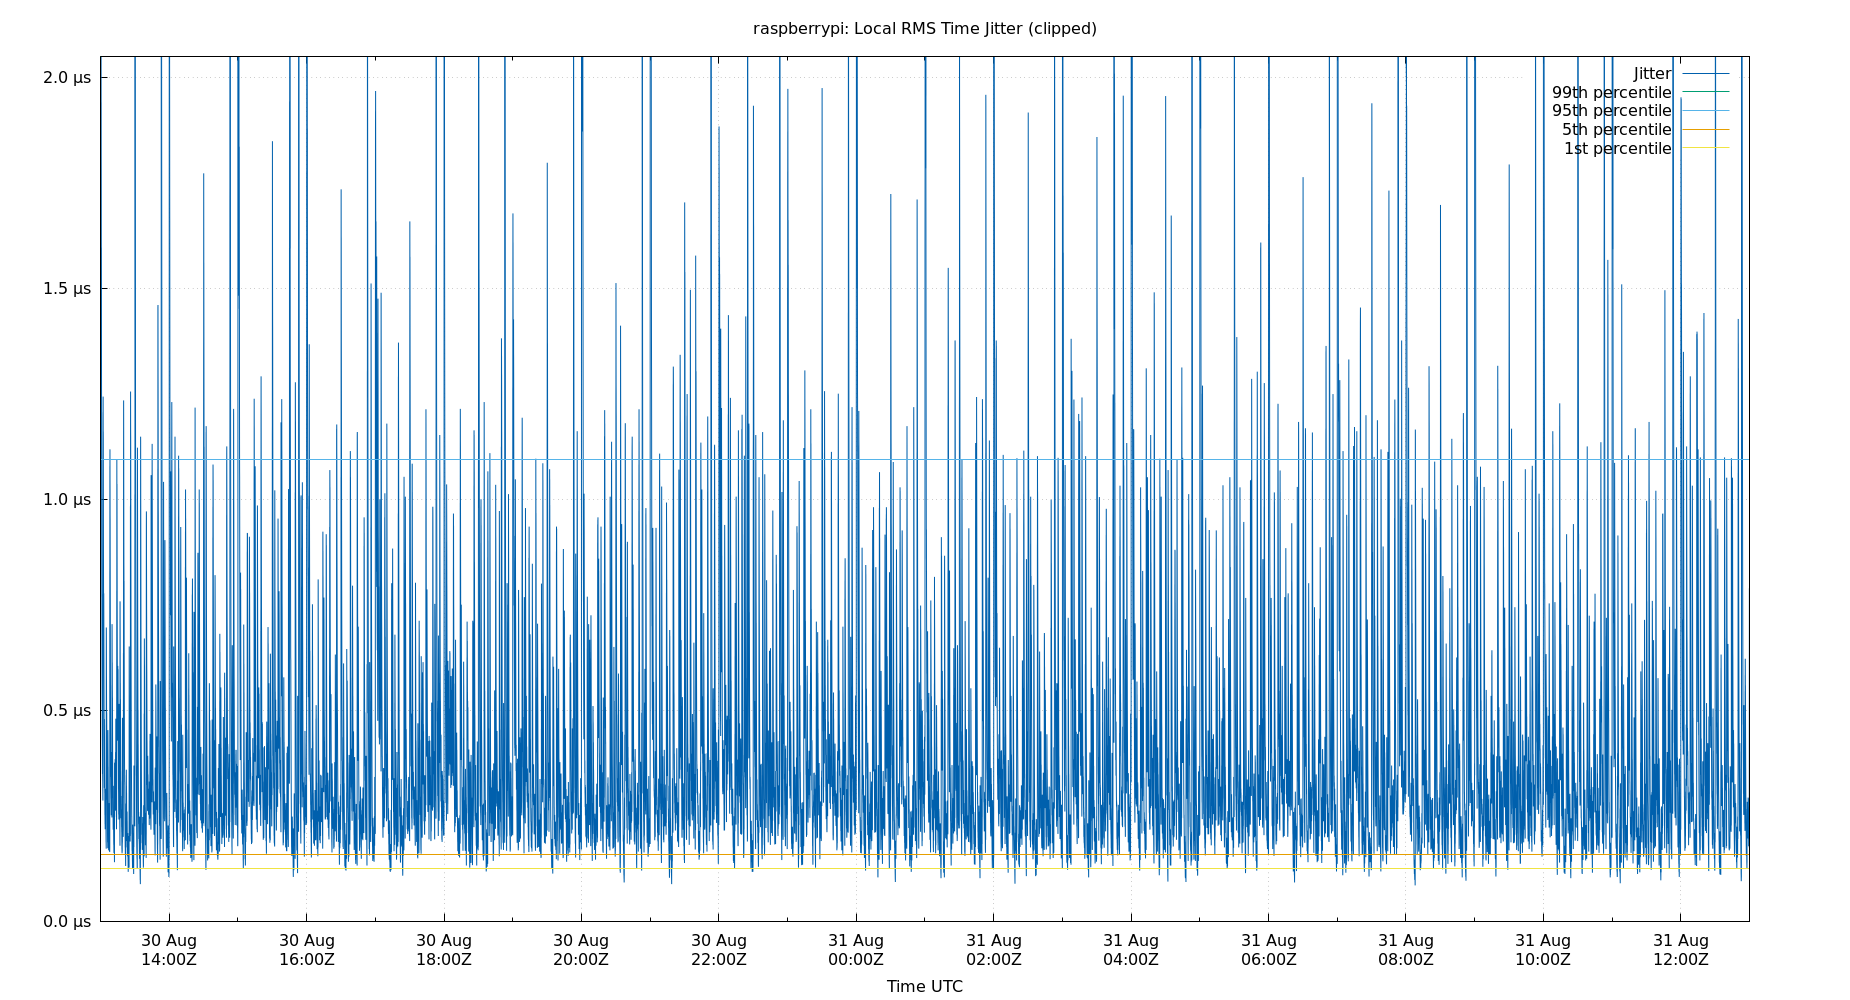 raspberrypi: Local RMS Time Jitter (clipped)
2.0 µs
1.5 µs
1.0 µs
0.5 µs
0.0 µs
Jitter
99th percentile
95th percentile
5th percentile
1st percentile
30 Aug 30 Aug 30 Aug 30 Aug 30 Aug 31 Aug 31 Aug 31 Aug 31 Aug 31 Aug 31 Aug 31 Aug
14:00Z 16:00Z 18:00Z 20:00Z 22:00Z 00:00Z 02:00Z 04:00Z 06:00Z 08:00Z 10:00Z 12:00Z
Time UTC